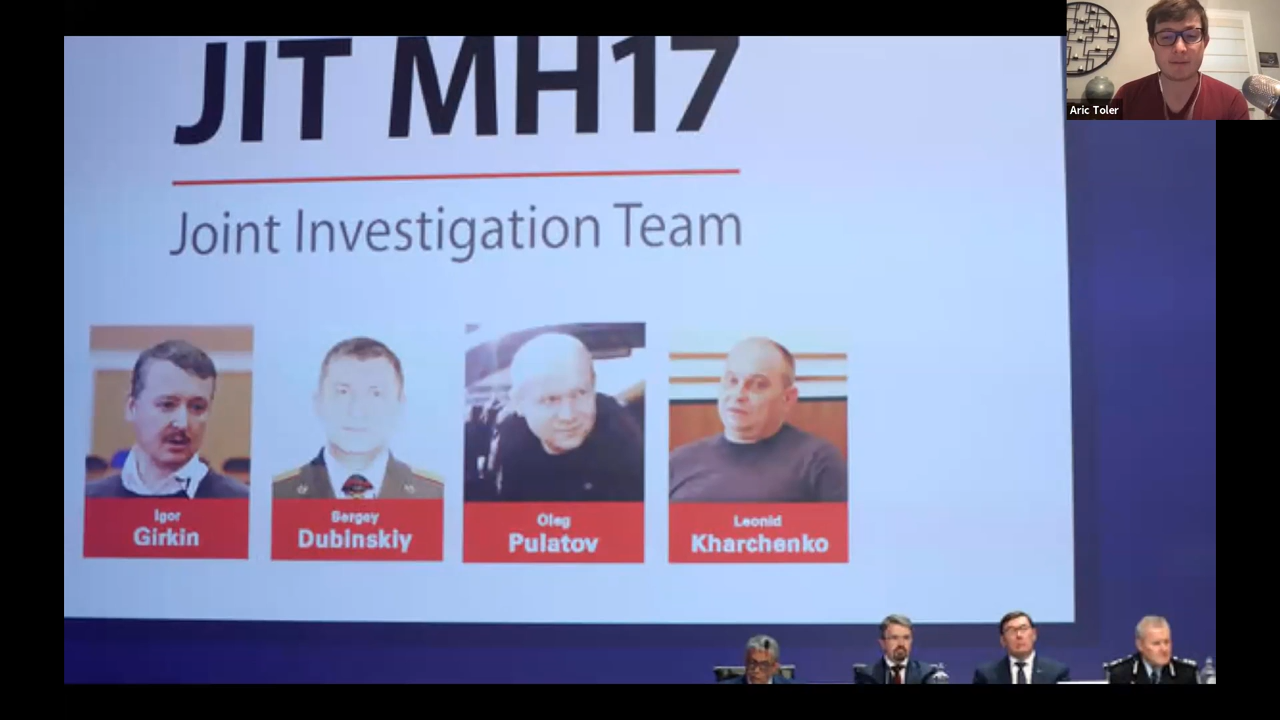 Aric Toler
JIT MH17
Joint Investigation Team
Igor
Girkin
Sergey
Dubinskiy
Oleg
Pulatov
Leonid
Kharchenko